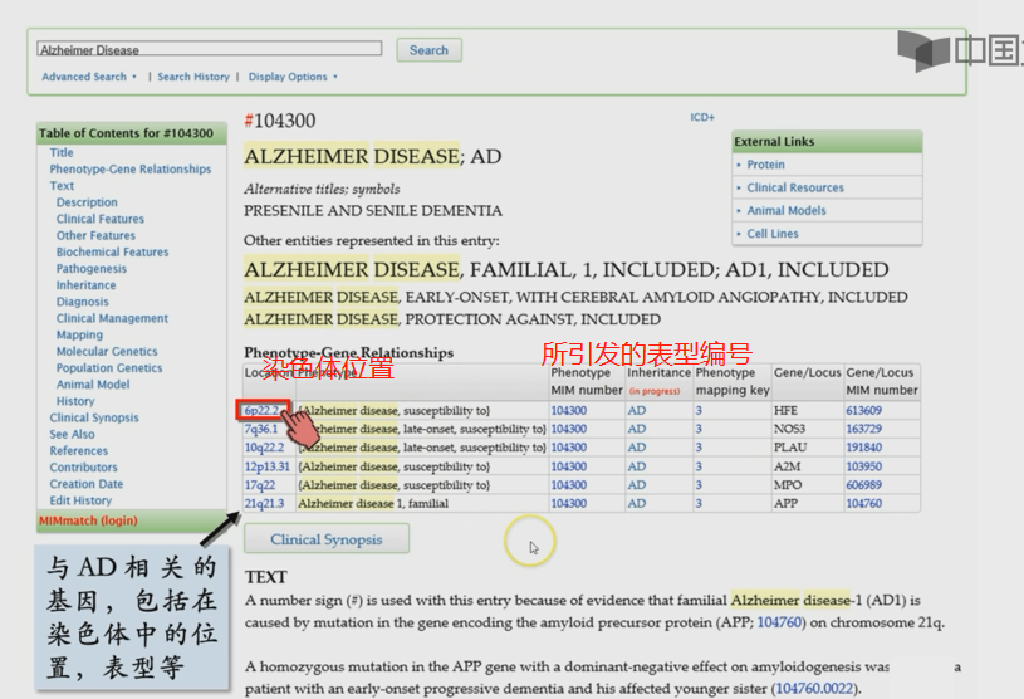 Alzheimer Disease
Search
Advanced Search | Search History | Display Options
中国
Table of Contents for #104300
Title
Phenotype-Gene Relationships
Text
Description
Clinical Features
Other Features
Biochemical Features
Pathogenesis
Inheritance
Diagnosis
Clinical Management
Mapping
Molecular Genetics
Population Genetics
Animal Model
History
Clinical Synopsis
See Also
References
Contributors
Creation Date
Edit History
MIMmatch (login)
与AD相关的
基因，包括在
染色体中的位
置，表型等
#104300
ICD+
ALZHEIMER DISEASE; AD
Alternative titles; symbols
PRESENILE AND SENILE DEMENTIA
Other entities represented in this entry:
ALZHEIMER DISEASE, FAMILIAL, 1, INCLUDED; AD1, INCLUDED
ALZHEIMER DISEASE, EARLY-ONSET, WITH CEREBRAL AMYLOID ANGIOPATHY, INCLUDED
ALZHEIMER DISEASE, PROTECTION AGAINST, INCLUDED
External Links
Protein
Clinical Resources
Animal Models
Cell Lines
Phenotype-Gene Relationships
染色体位置
所引发的表型编号
Location Phenotype Phenotype MIM number Inheritance (in progress) Phenotype mapping key Gene/Locus Gene/Locus MIM number
6p22.2 {Alzheimer disease, susceptibility to} 104300 AD 3 HFE 613609
7q36.1 {Alzheimer disease, late-onset, susceptibility to} 104300 AD 3 NOS3 163729
10q22.2 {Alzheimer disease, late-onset, susceptibility to} 104300 AD 3 PLAU 191840
12p13.31 {Alzheimer disease, susceptibility to} 104300 AD 3 A2M 103950
17q22 {Alzheimer disease, susceptibility to} 104300 AD 3 MPO 606989
21q21.3 Alzheimer disease 1, familial 104300 AD 3 APP 104760
Clinical Synopsis
TEXT
A number sign (#) is used with this entry because of evidence that familial Alzheimer disease-1 (AD1) is
caused by mutation in the gene encoding the amyloid precursor protein (APP; 104760) on chromosome 21q.
A homozygous mutation in the APP gene with a dominant-negative effect on amyloidogenesis was a
patient with an early-onset progressive dementia and his affected younger sister (104760.0022).